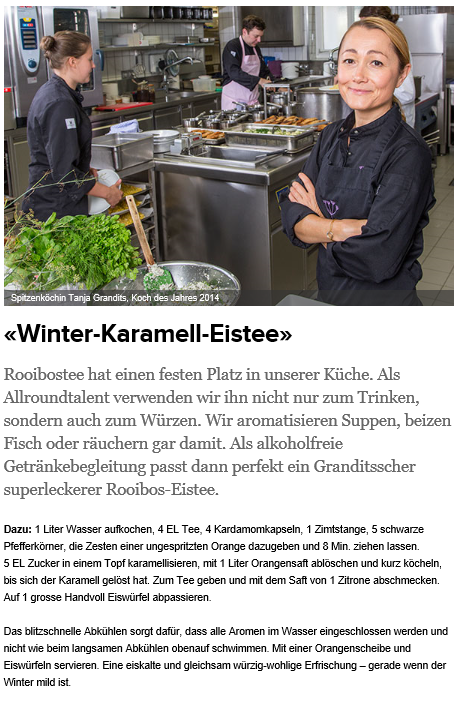 Spitzenköchin Tanja Grandits, Koch des Jahres 2014
«Winter-Karamell-Eistee»
Rooibostee hat einen festen Platz in unserer Küche. Als
Allroundtalent verwenden wir ihn nicht nur zum Trinken,
sondern auch zum Würzen. Wir aromatisieren Suppen, beizen
Fisch oder räuchern gar damit. Als alkoholfreie
Getränkebegleitung passt dann perfekt ein Granditsscher
superleckerer Rooibos-Eistee.
Dazu: 1 Liter Wasser aufkochen, 4 EL Tee, 4 Kardamomkapseln, 1 Zimtstange, 5 schwarze
Pfefferkörner, die Zesten einer ungespritzten Orange dazugeben und 8 Min. ziehen lassen.
5 EL Zucker in einem Topf karamellisieren, mit 1 Liter Orangensaft ablöschen und kurz köcheln,
bis sich der Karamell gelöst hat. Zum Tee geben und mit dem Saft von 1 Zitrone abschmecken.
Auf 1 grosse Handvoll Eiswürfel abpassieren.
Das blitzschnelle Abkühlen sorgt dafür, dass alle Aromen im Wasser eingeschlossen werden und
nicht wie beim langsamen Abkühlen obenauf schwimmen. Mit einer Orangenscheibe und
Eiswürfeln servieren. Eine eiskalte und gleichsam würzig-wohlige Erfrischung – gerade wenn der
Winter mild ist.